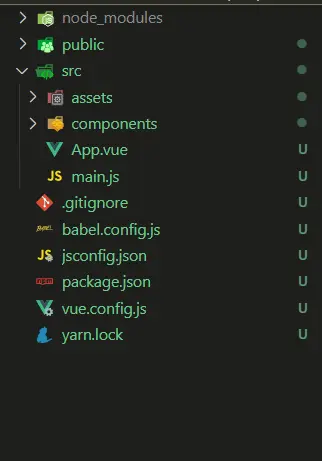 node_modules
public
src
assets
components
App.vue U
JS main.js U
.gitignore U
BABEL babel.config.js U
JS jsconfig.json U
npm package.json U
vue.config.js U
yarn.lock U